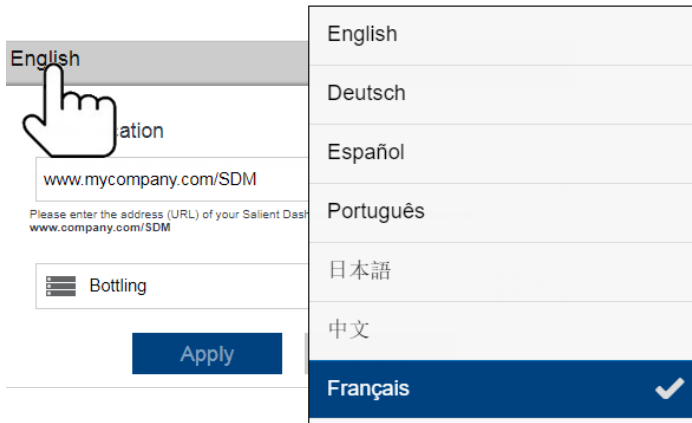 English
ation
www.mycompany.com/SDM
Please enter the address (URL) of your Salient Dash
www.company.com/SDM
Bottling
Apply
English
Deutsch
Español
Português
日本語
中文
Français